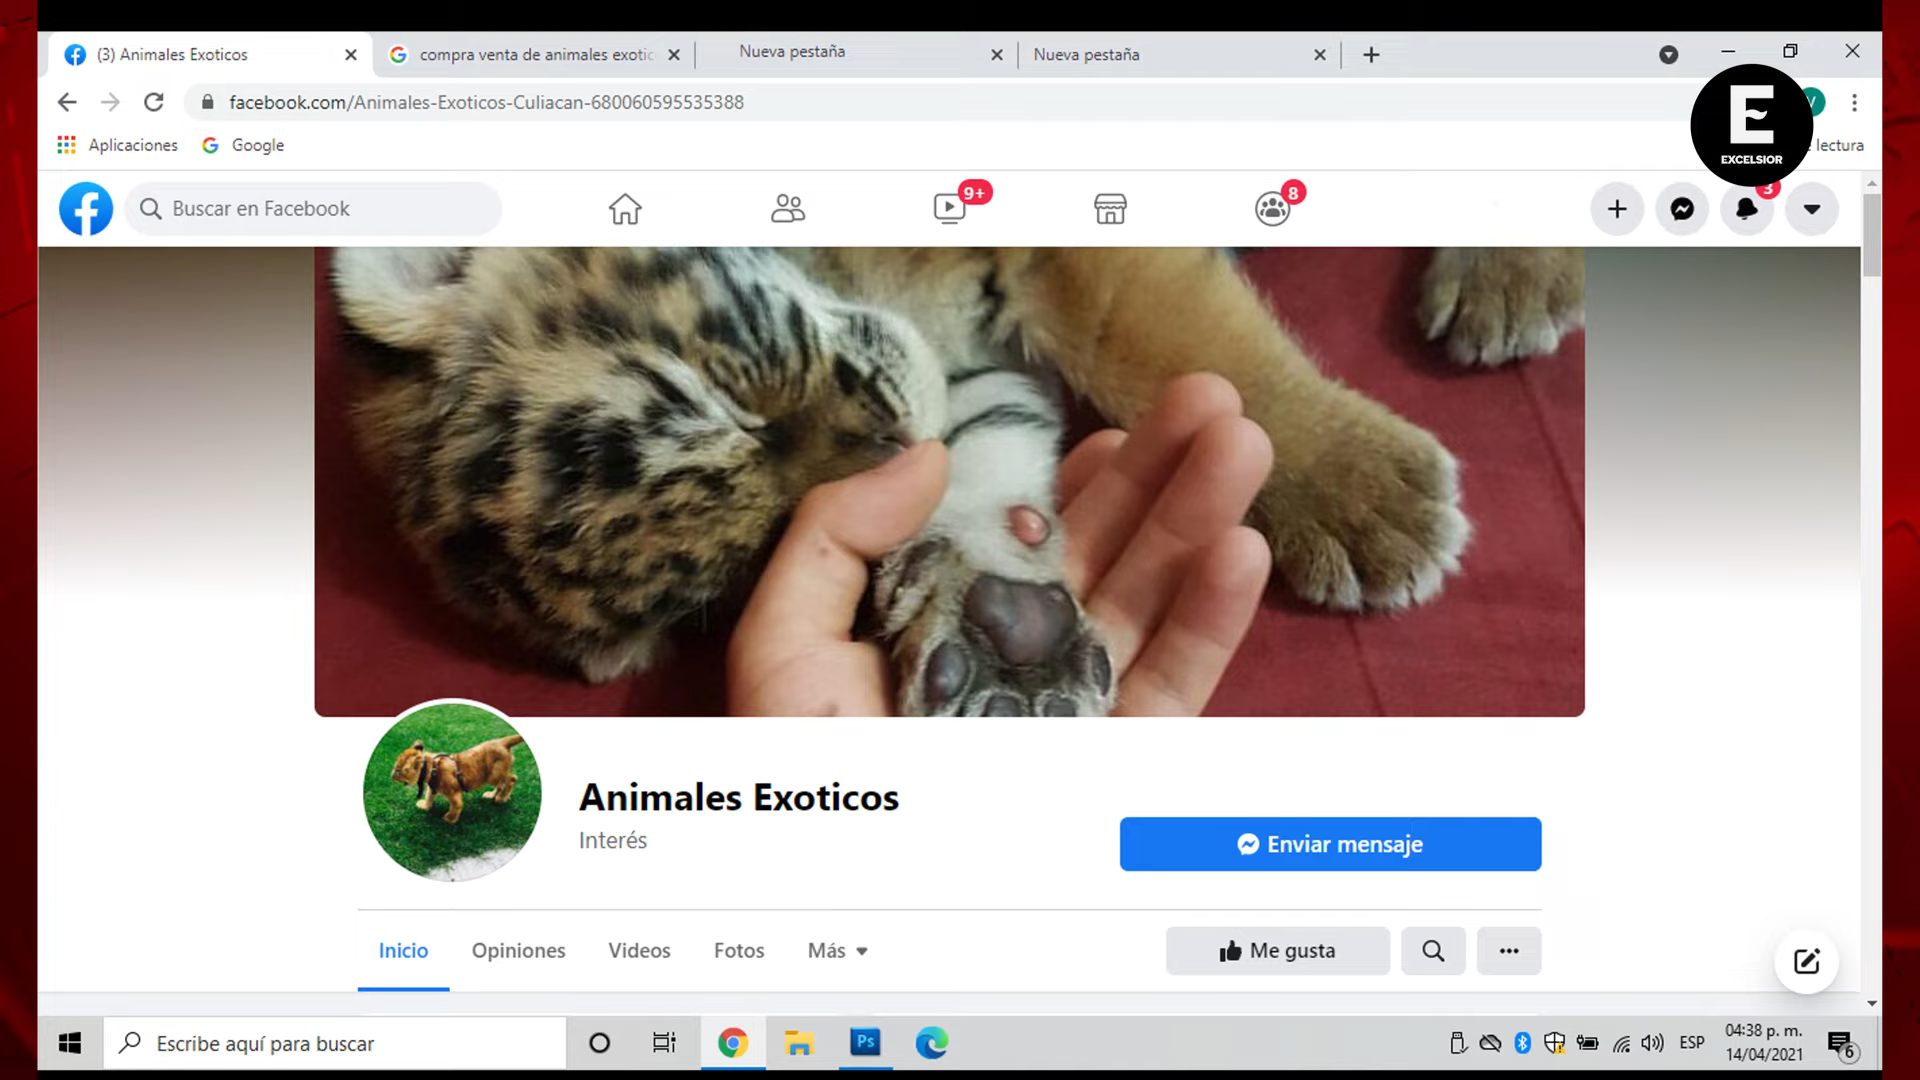 (3) Animales Exoticos
compra venta de animales exotic
Nueva pestaña
Nueva pestaña
facebook.com/Animales-Exoticos-Culiacan-680060595535388
Aplicaciones
Google
lectura
E
EXCELSIOR
Buscar en Facebook
9+
8
3
Animales Exoticos
Interés
Enviar mensaje
Inicio
Opiniones
Videos
Fotos
Más
Me gusta
Escribe aquí para buscar
Ps
ESP
04:38 p. m.
14/04/2021
6